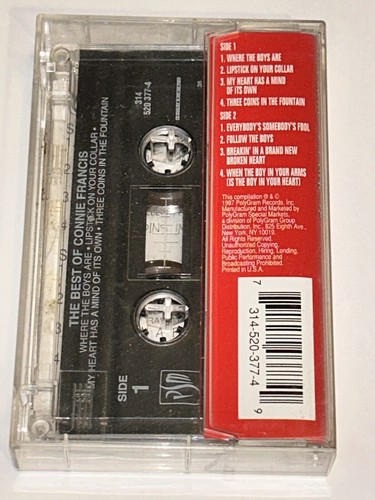 SIDE 1
1. WHERE THE BOYS ARE
2. LIPSTICK ON YOUR COLLAR
3. MY HEART HAS A MIND
OF ITS OWN
4. THREE COINS IN THE FOUNTAIN
SIDE 2
1. EVERYBODY'S SOMEBODY'S FOOL
2. FOLLOW THE BOYS
3. BREAKIN' IN A BRAND NEW
BROKEN HEART
4. WHEN THE BOY IN YOUR ARMS
(IS THE BOY IN YOUR HEART)
This compilation ℗ & ©
1987 PolyGram Records, Inc.
Manufactured and Marketed by
PolyGram Special Markets,
a division of PolyGram Group
Distribution, Inc., 825 Eighth Ave.,
New York, NY 10019.
All Rights Reserved.
Unauthorized Copying,
Reproduction, Hiring, Lending,
Public Performance and
Broadcasting Prohibited.
Printed in U.S.A.
7 314-520-377-4 9
THE BEST OF CONNIE FRANCIS
WHERE THE BOYS ARE • LIPSTICK ON YOUR COLLAR •
MY HEART HAS A MIND OF ITS OWN • THREE COINS IN THE FOUNTAIN
314
520 377-4
SIDE
1